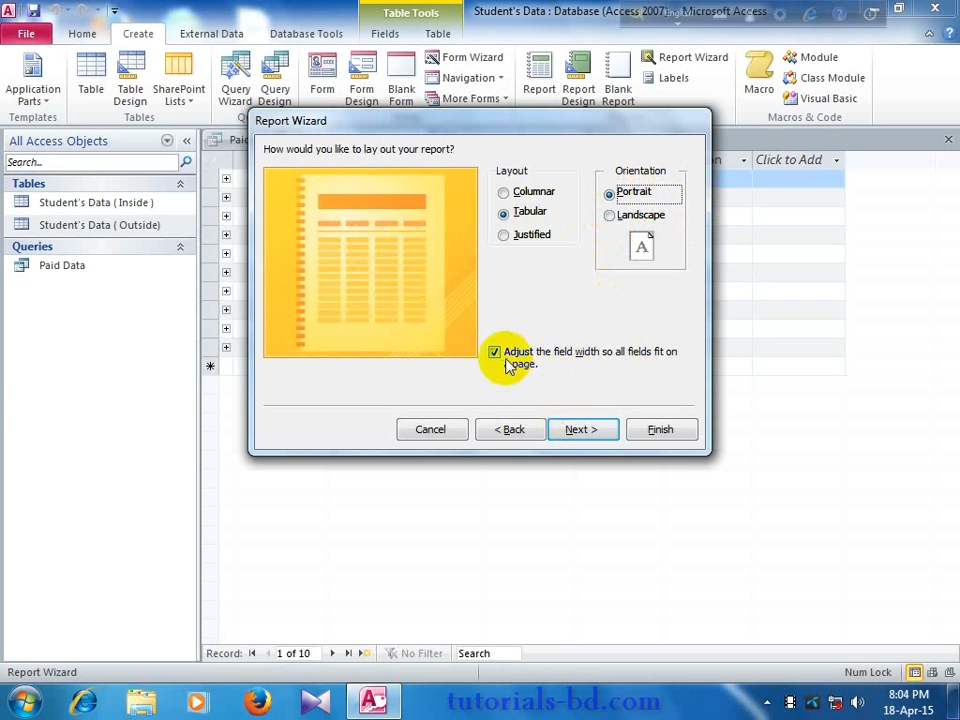 Table Tools
Student's Data : Database (Access 2007) - Microsoft Access
File
Home
Create
External Data
Database Tools
Fields
Table
Application Parts
Table
Table Design
SharePoint Lists
Query Wizard
Query Design
Form
Form Design
Blank Form
Form Wizard
Navigation
More Forms
Report
Report Design
Blank Report
Report Wizard
Labels
Macro
Module
Class Module
Visual Basic
Templates
Tables
Macros & Code
All Access Objects
Search...
Tables
Student's Data ( Inside )
Student's Data ( Outside)
Queries
Paid Data
Click to Add
Report Wizard
How would you like to lay out your report?
Layout
Columnar
Tabular
Justified
Orientation
Portrait
Landscape
A
Adjust the field width so all fields fit on
page.
Cancel
< Back
Next >
Finish
Record:
1 of 10
No Filter
Search
Report Wizard
Num Lock
tutorials-bd.com
8:04 PM
18-Apr-15